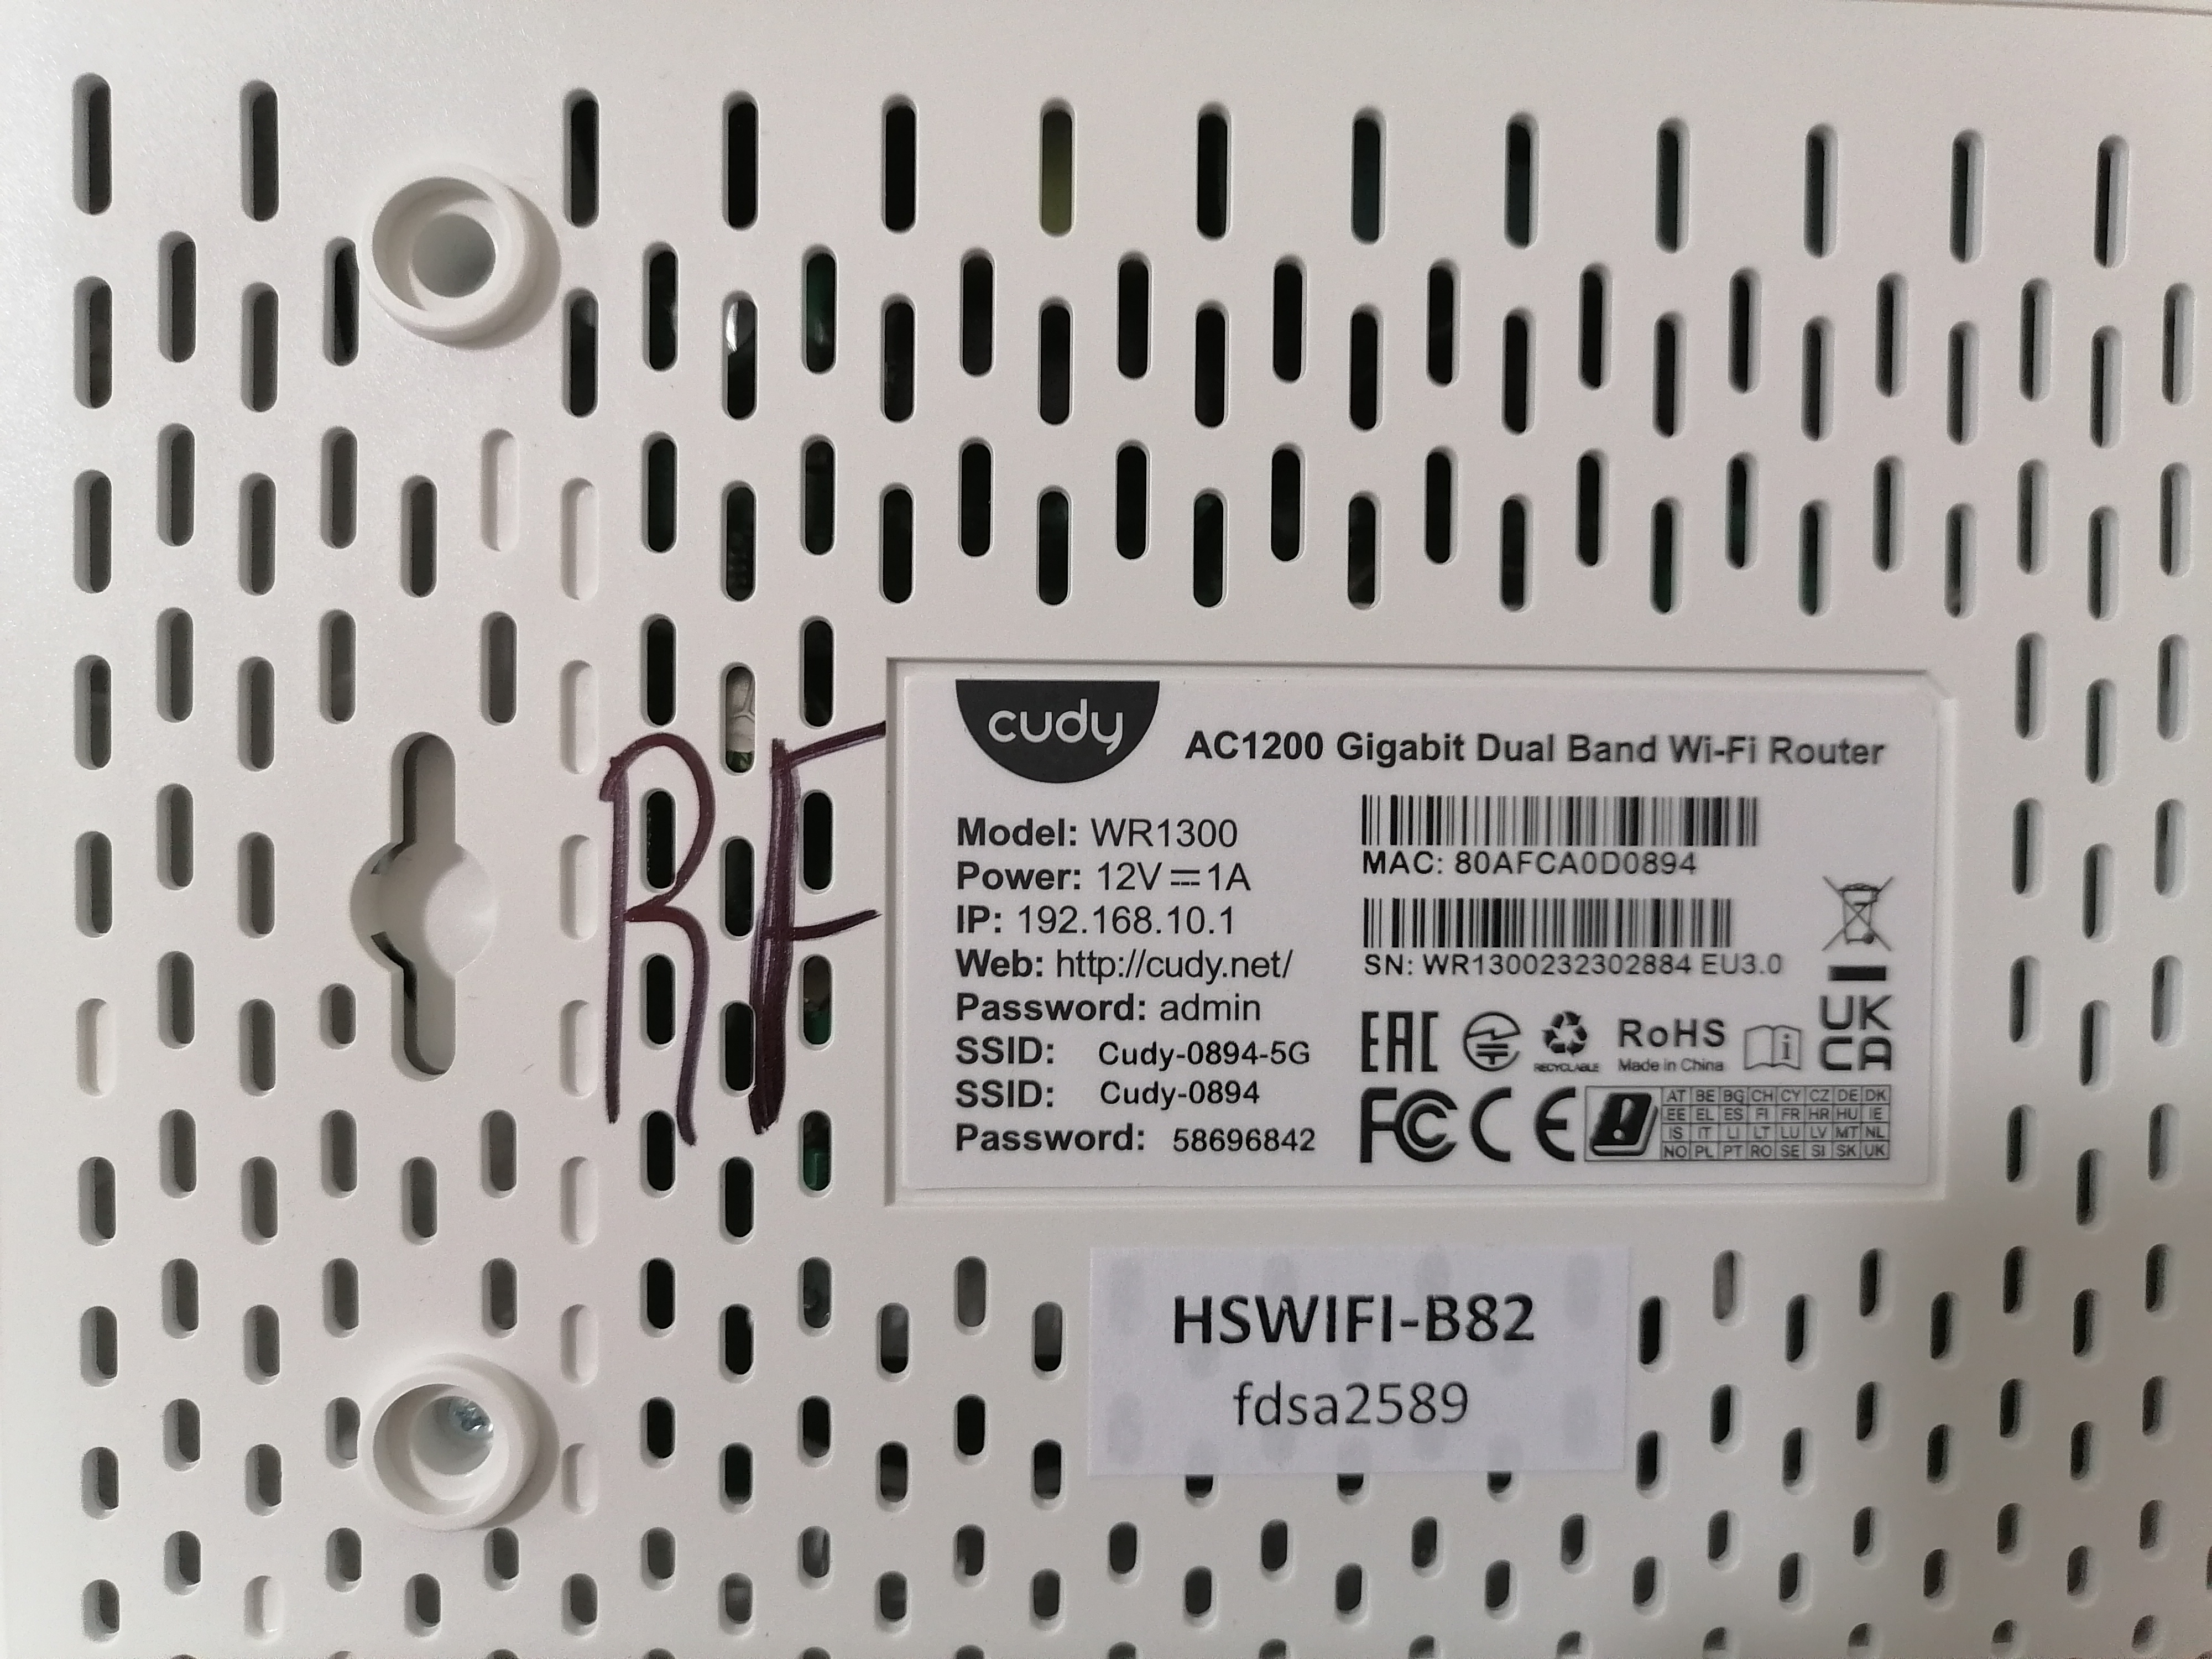 RF
cudy
AC1200 Gigabit Dual Band Wi-Fi Router
Model: WR1300
Power: 12V⎓1A
IP: 192.168.10.1
Web: http://cudy.net/
Password: admin
SSID: Cudy-0894-5G
SSID: Cudy-0894
Password: 58696842
MAC: 80AFCA0D0894
SN: WR1300232302884 EU3.0
EAC
RECYCLABLE
RoHS
Made in China
i
UK
CA
FC CE
AT BE BG CH CY CZ DE DK
EE EL ES FI FR HR HU IE
IS IT LI LT LU LV MT NL
NO PL PT RO SE SI SK UK
HSWIFI-B82
fdsa2589